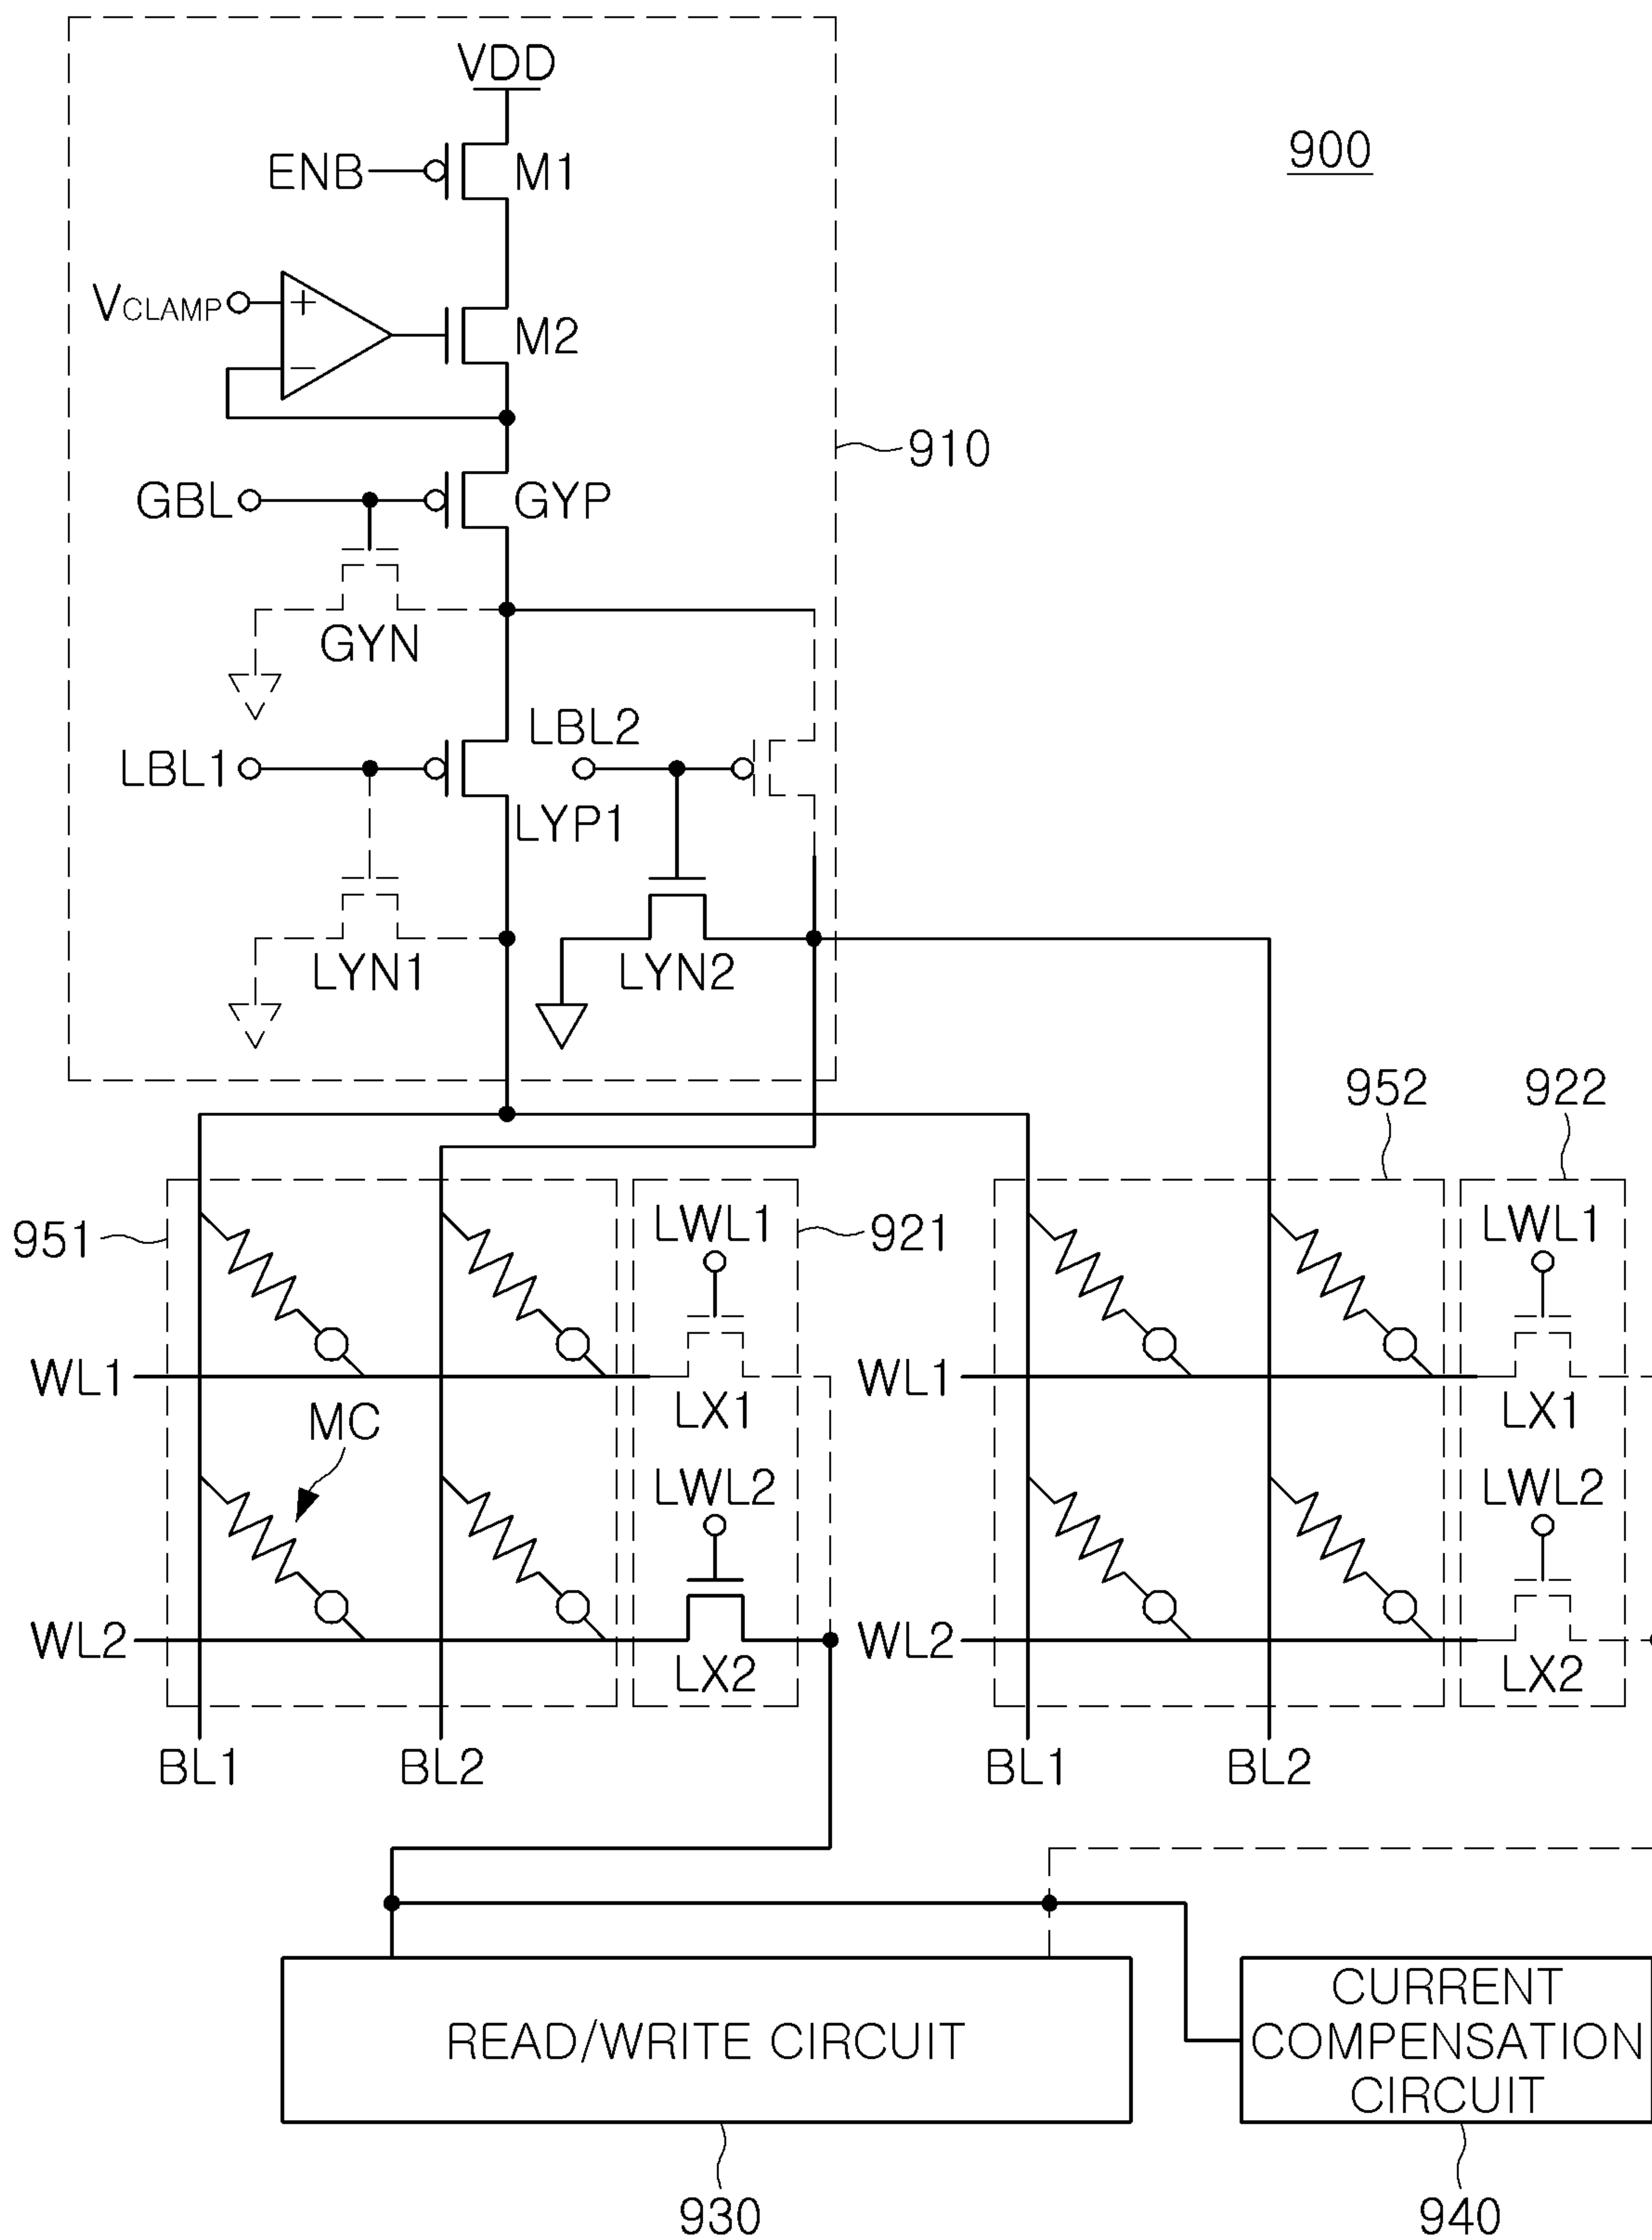 VDD
900
ENB
M1
VCLAMP
+
M2
−
910
GBL
GYP
GYN
LBL2
LBL1
LYP1
LYN1
LYN2
952
922
951
LWL1
921
LWL1
WL1
WL1
MC
LX1
LX1
LWL2
LWL2
WL2
WL2
LX2
LX2
BL1
BL2
BL1
BL2
READ/WRITE CIRCUIT
CURRENT
COMPENSATION
CIRCUIT
930
940